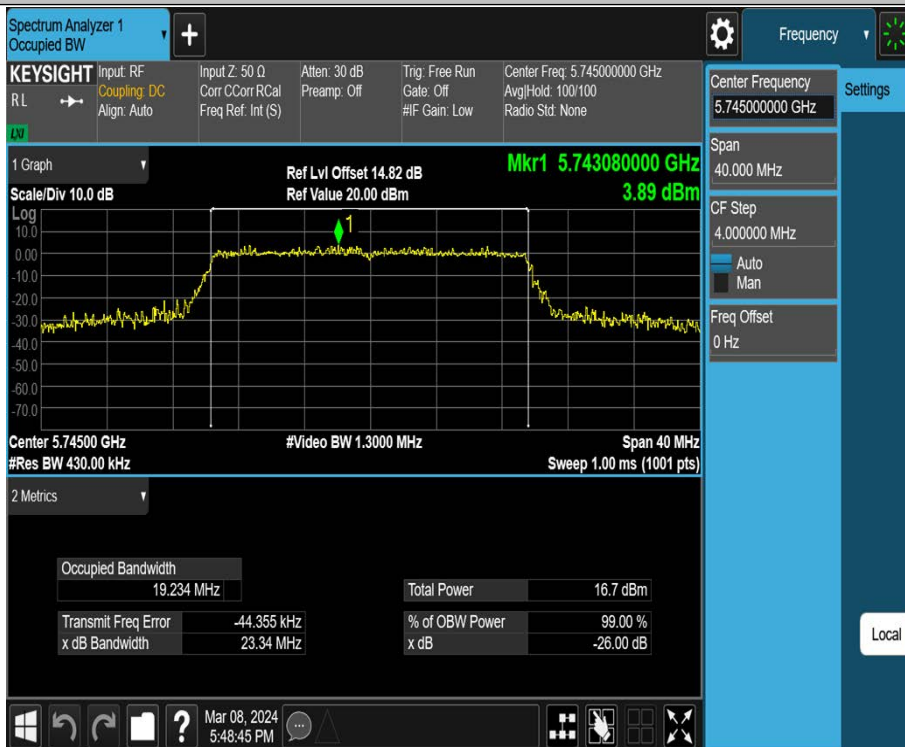 Spectrum Analyzer 1
Occupied BW
Frequency
KEYSIGHT
R L
LXI
Input: RF
Coupling: DC
Align: Auto
Input Z: 50 Ω
Corr CCorr RCal
Freq Ref: Int (S)
Atten: 30 dB
Preamp: Off
Trig: Free Run
Gate: Off
#IF Gain: Low
Center Freq: 5.745000000 GHz
Avg|Hold: 100/100
Radio Std: None
Center Frequency
5.745000000 GHz
Settings
Span
40.000 MHz
CF Step
4.000000 MHz
Auto
Man
Freq Offset
0 Hz
1 Graph
Scale/Div 10.0 dB
Ref Lvl Offset 14.82 dB
Ref Value 20.00 dBm
Mkr1 5.743080000 GHz
3.89 dBm
Log
10.0
0.00
-10.0
-20.0
-30.0
-40.0
-50.0
-60.0
-70.0
1
Center 5.74500 GHz
#Res BW 430.00 kHz
#Video BW 1.3000 MHz
Span 40 MHz
Sweep 1.00 ms (1001 pts)
2 Metrics
Occupied Bandwidth
19.234 MHz
Total Power 16.7 dBm
Transmit Freq Error -44.355 kHz
% of OBW Power 99.00 %
x dB Bandwidth 23.34 MHz
x dB -26.00 dB
Local
?
Mar 08, 2024
5:48:45 PM